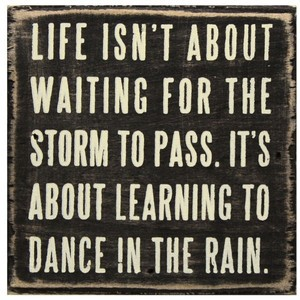 LIFE ISN'T ABOUT
WAITING FOR THE
STORM TO PASS. IT'S
ABOUT LEARNING TO
DANCE IN THE RAIN.